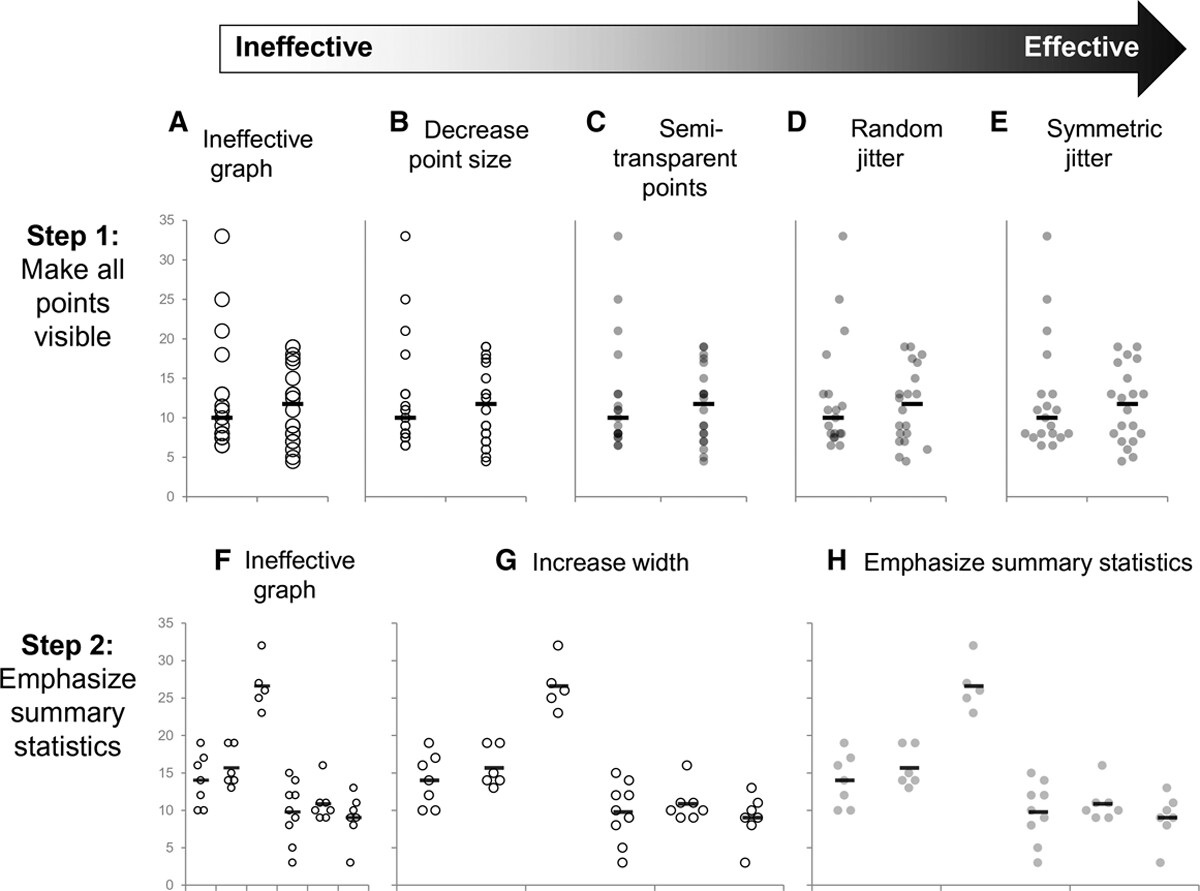 Ineffective
Effective
A Ineffective
graph
B Decrease
point size
C Semi-
transparent
points
D Random
jitter
E Symmetric
jitter
Step 1:
Make all
points
visible
35
30
25
20
15
10
5
0
F Ineffective
graph
G Increase width
H Emphasize summary statistics
Step 2:
Emphasize
summary
statistics
35
30
25
20
15
10
5
0